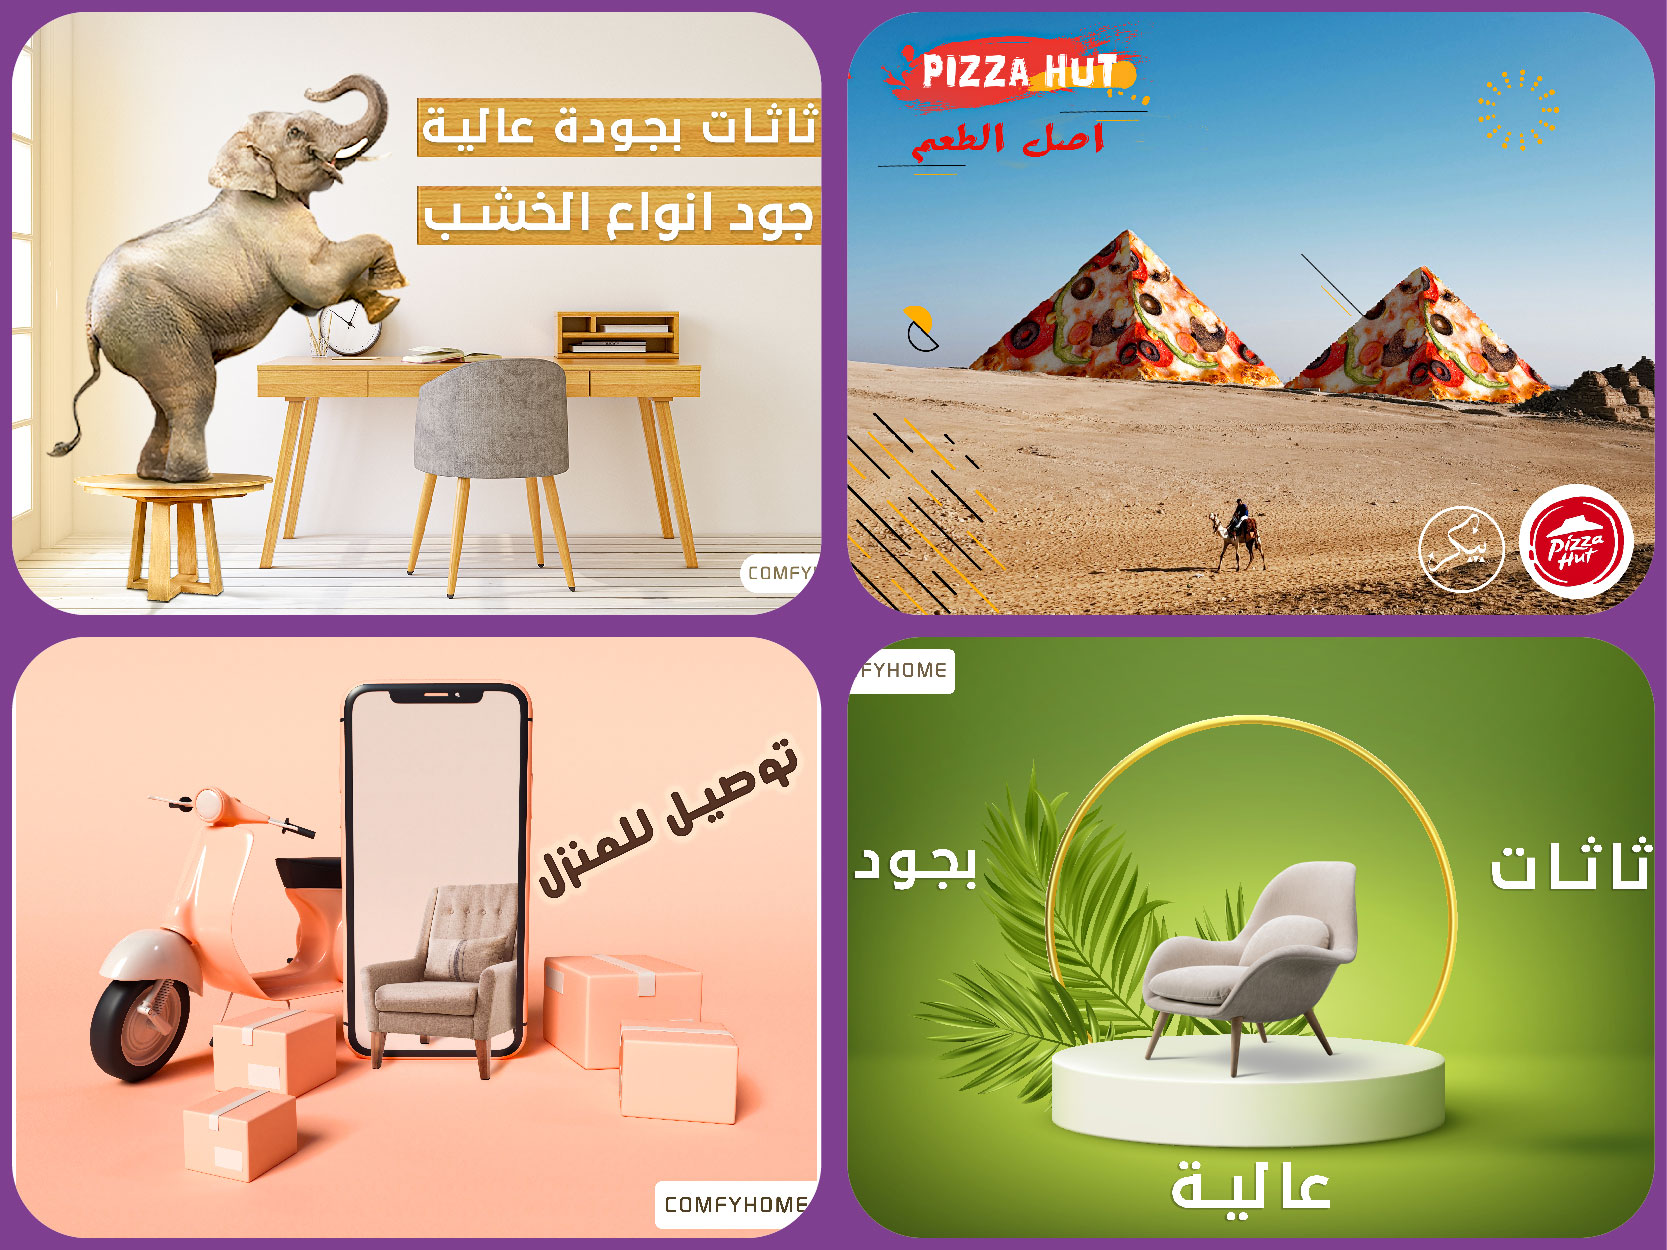 ثاثات بجودة عالية
جود انواع الخشب
COMFY
PIZZA HUT
اصل الطعم
بيكر
Pizza
Hut
توصيل للمنزل
COMFYHOME
FYHOME
ثاثات
بجود
عالية